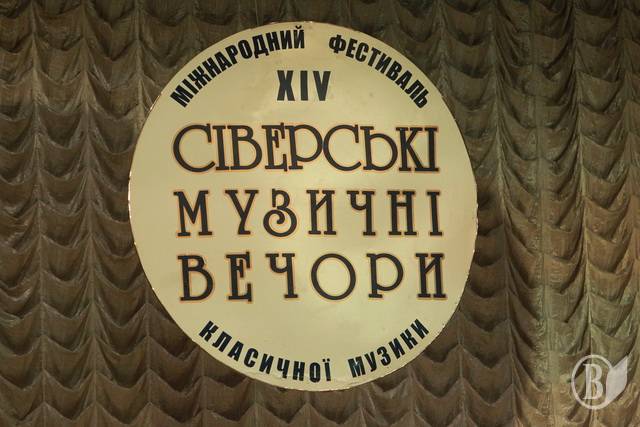 МІЖНАРОДНИЙ ФЕСТИВАЛЬ
XIV
СІВЕРСЬКІ
МУЗИЧНІ
ВЕЧОРИ
КЛАСИЧНОЇ МУЗИКИ
В